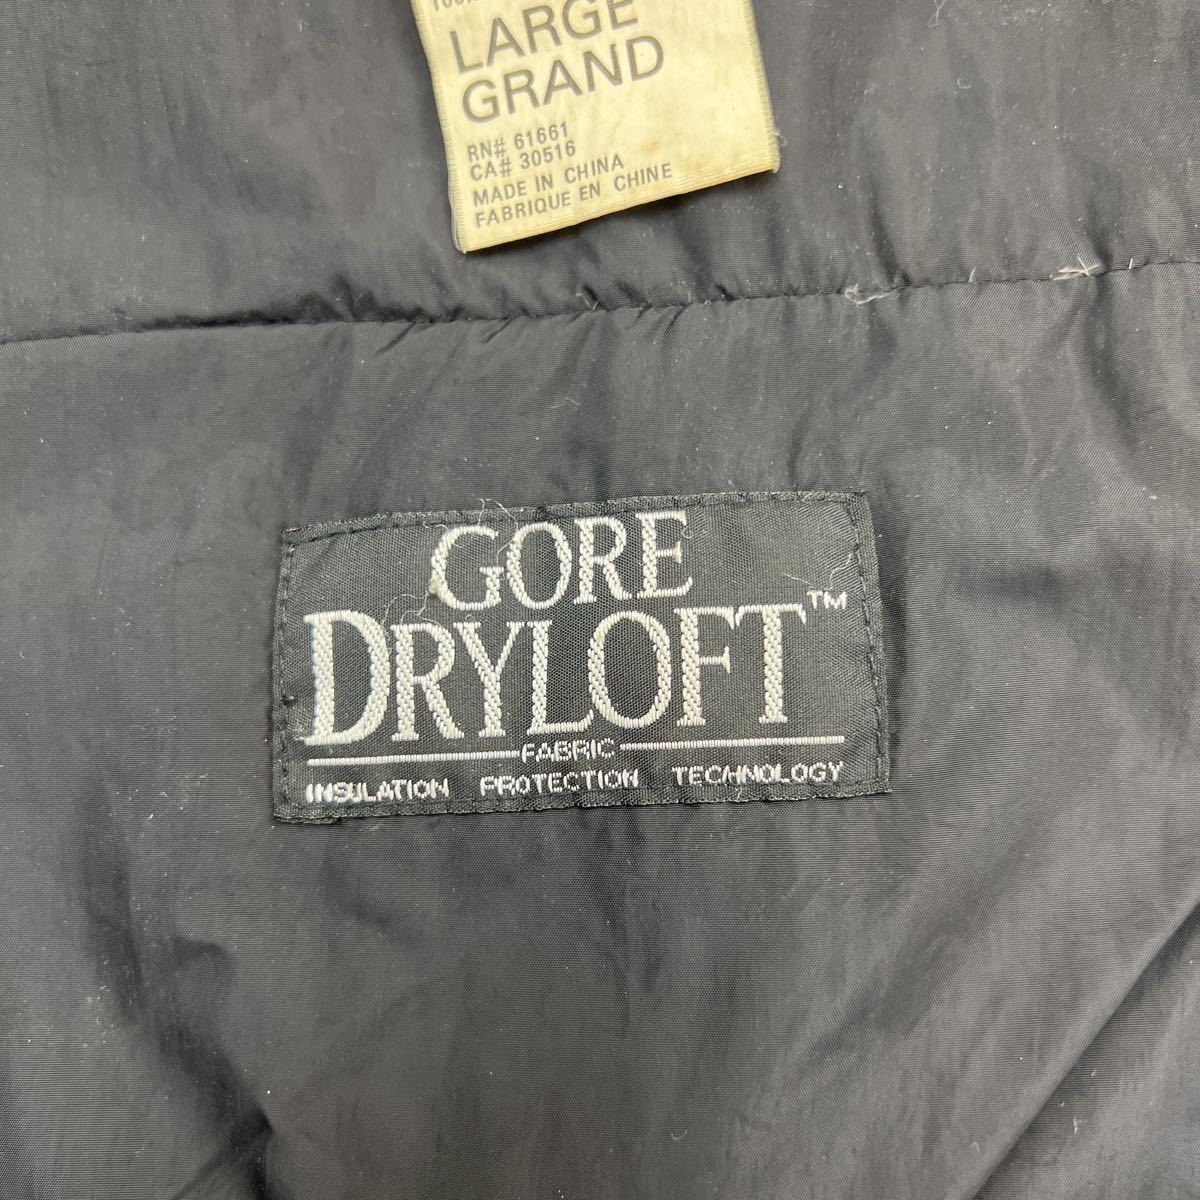 LARGE
GRAND
RN# 61661
CA# 30516
MADE IN CHINA
FABRIQUE EN CHINE
GORE
DRYLOFT™
FABRIC
INSULATION PROTECTION TECHNOLOGY